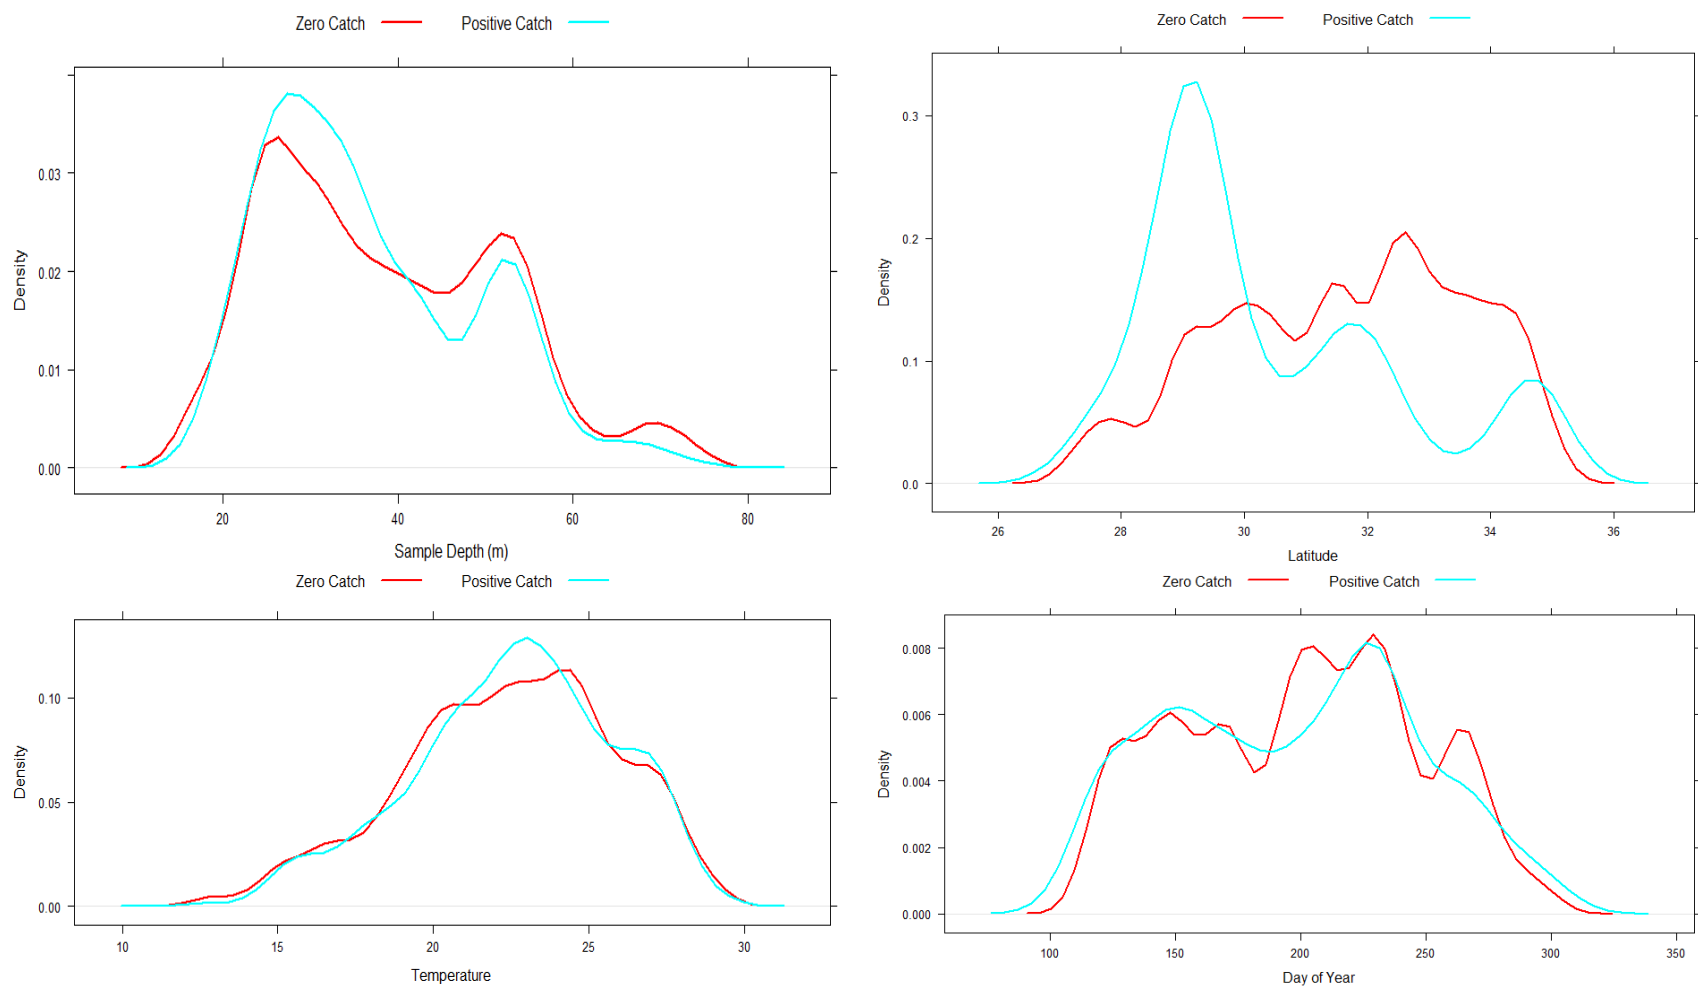 Zero Catch Positive Catch
Density
0.03
0.02
0.01
0.00
20 40 60 80
Sample Depth (m)
Zero Catch Positive Catch
Density
0.3
0.2
0.1
0.0
26 28 30 32 34 36
Latitude
Zero Catch Positive Catch
Density
0.10
0.05
0.00
10 15 20 25 30
Temperature
Zero Catch Positive Catch
Density
0.008
0.006
0.004
0.002
0.000
100 150 200 250 300 350
Day of Year